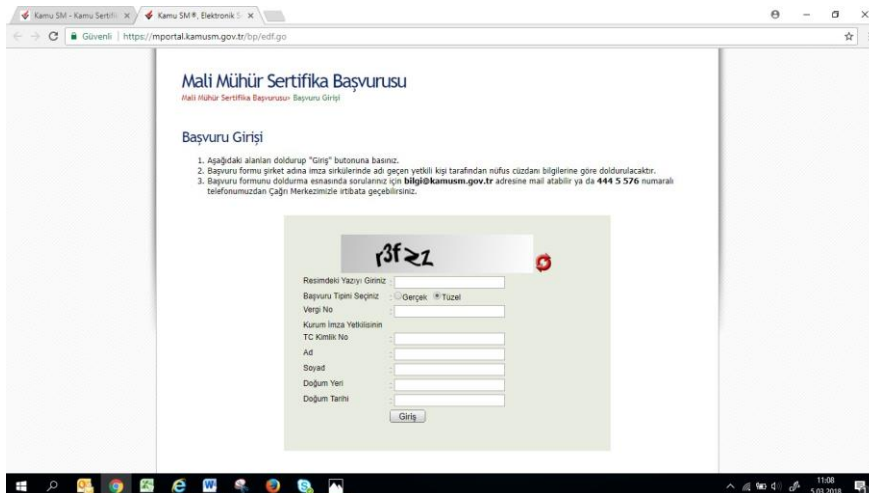 Kamu SM - Kamu Sertifi
Kamu SM®, Elektronik S
Güvenli | https://mportal.kamusm.gov.tr/bp/edf.go
Mali Mühür Sertifika Başvurusu
Mali Mühür Sertifika Başvurusu> Başvuru Girişi
Başvuru Girişi
1. Aşağıdaki alanları doldurup "Giriş" butonuna basınız.
2. Başvuru formu şirket adına imza sirkülerinde adı geçen yetkili kişi tarafından nüfus cüzdanı bilgilerine göre doldurulacaktır.
3. Başvuru formunu doldurma esnasında sorularınız için bilgi@kamusm.gov.tr adresine mail atabilir ya da 444 5 576 numaralı
telefonumuzdan Çağrı Merkezimizle irtibata geçebilirsiniz.
r3fzz
Resimdeki Yazıyı Giriniz :
Başvuru Tipini Seçiniz : Gerçek Tüzel
Vergi No :
Kurum İmza Yetkilisinin
TC Kimlik No :
Ad :
Soyad :
Doğum Yeri :
Doğum Tarihi :
Giriş
11:08
5.03.2018